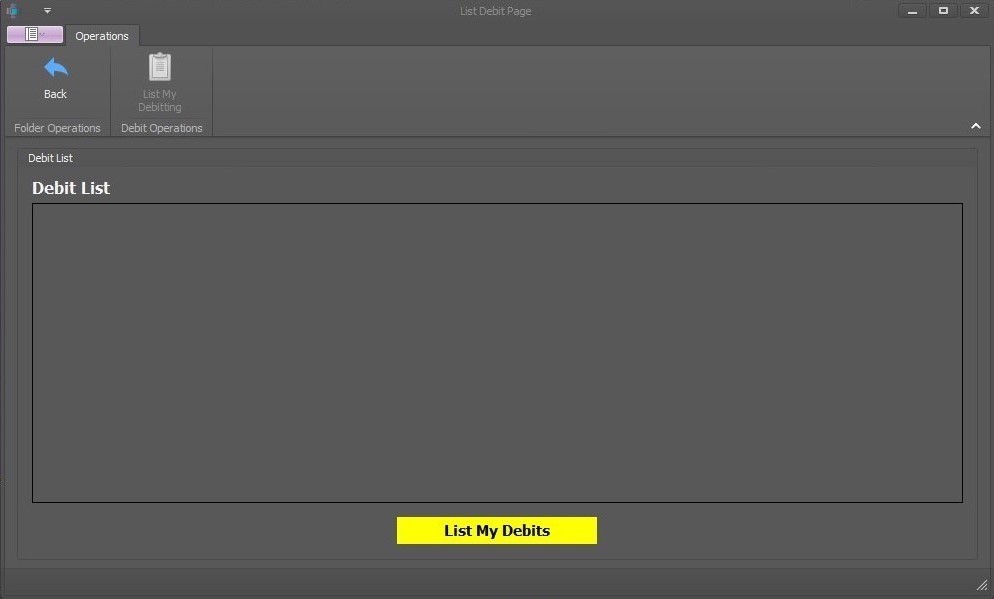 List Debit Page
Operations
Back
List My
Debitting
Folder Operations
Debit Operations
Debit List
Debit List
List My Debits